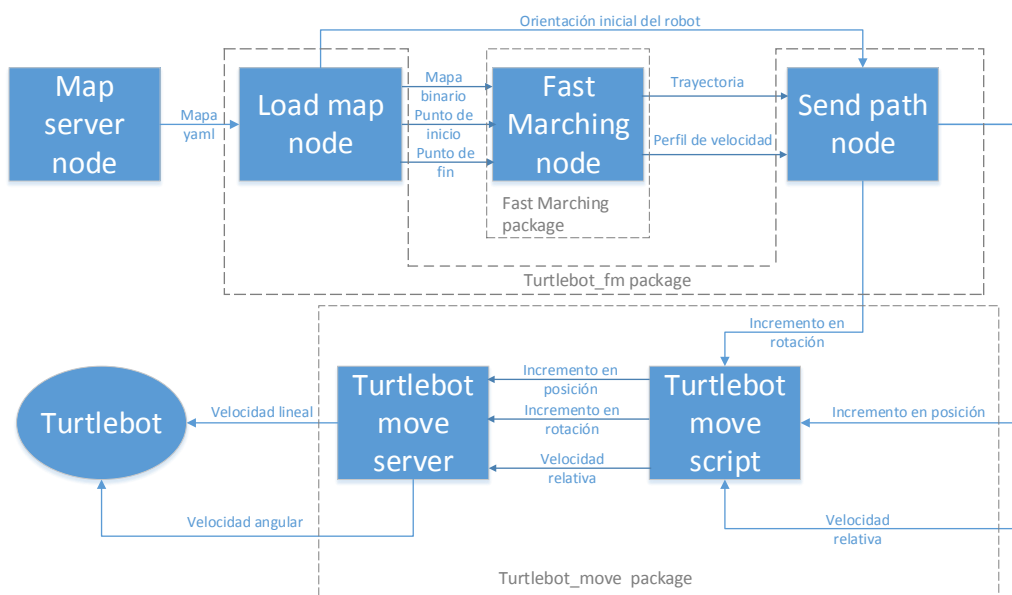 Orientación inicial del robot
Map
server
node
Mapa
yaml
Load map
node
Mapa
binario
Punto de
inicio
Punto de
fin
Fast
Marching
node
Fast Marching
package
Trayectoria
Perfil de velocidad
Send path
node
Turtlebot_fm package
Incremento en
rotación
Turtlebot
Velocidad lineal
Velocidad angular
Turtlebot
move
server
Incremento en
posición
Incremento en
rotación
Velocidad
relativa
Turtlebot
move
script
Incremento en posición
Velocidad
relativa
Turtlebot_move package